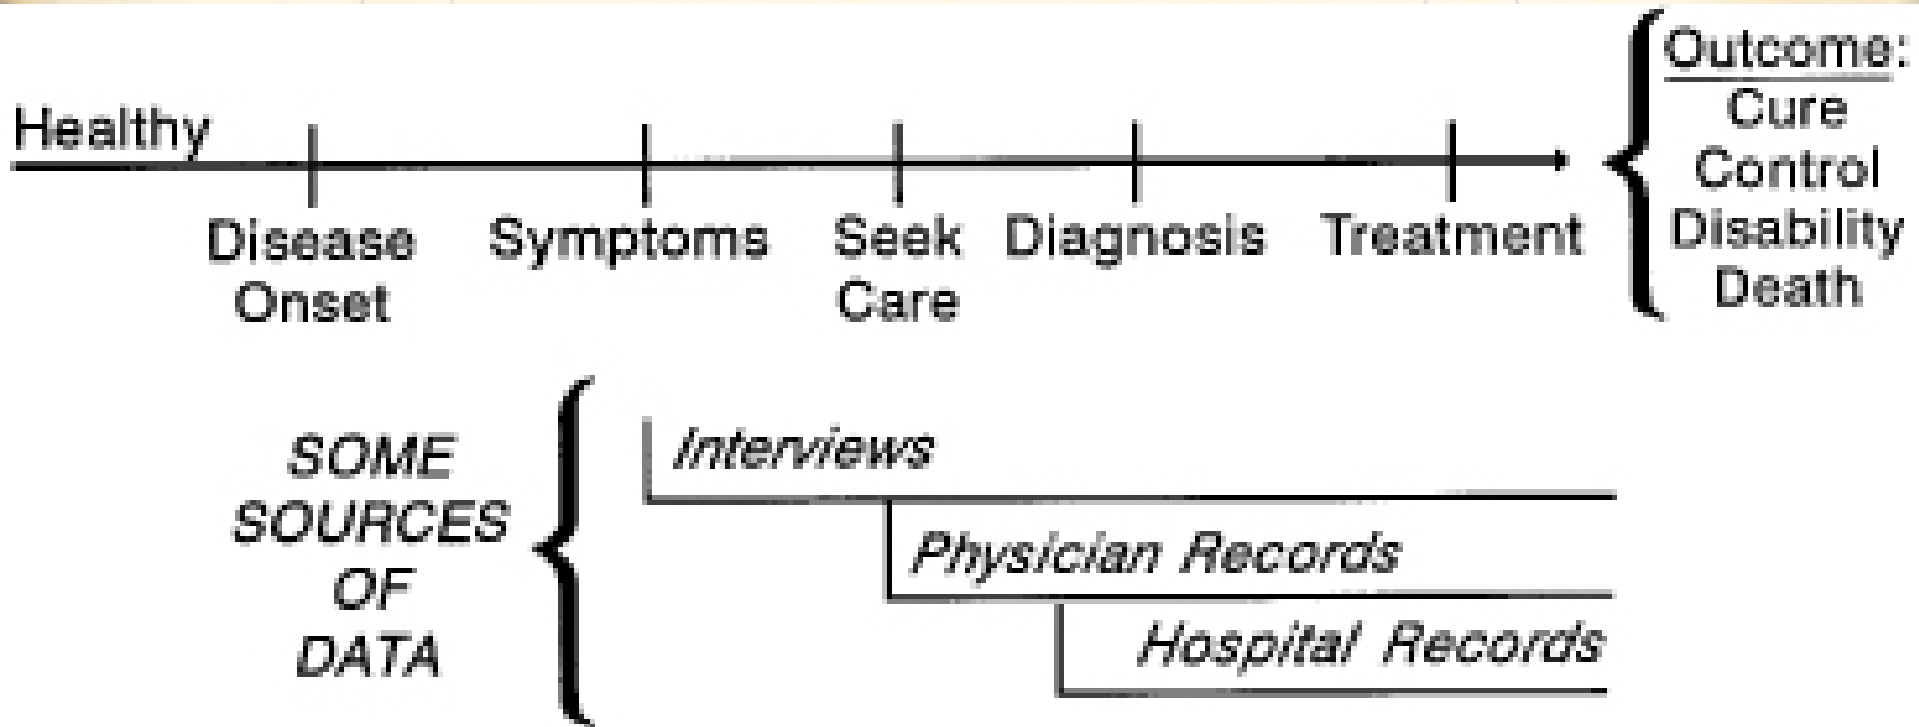 Healthy
Disease
Onset
Symptoms
Seek
Care
Diagnosis
Treatment
Outcome:
Cure
Control
Disability
Death
SOME
SOURCES
OF
DATA
Interviews
Physician Records
Hospital Records